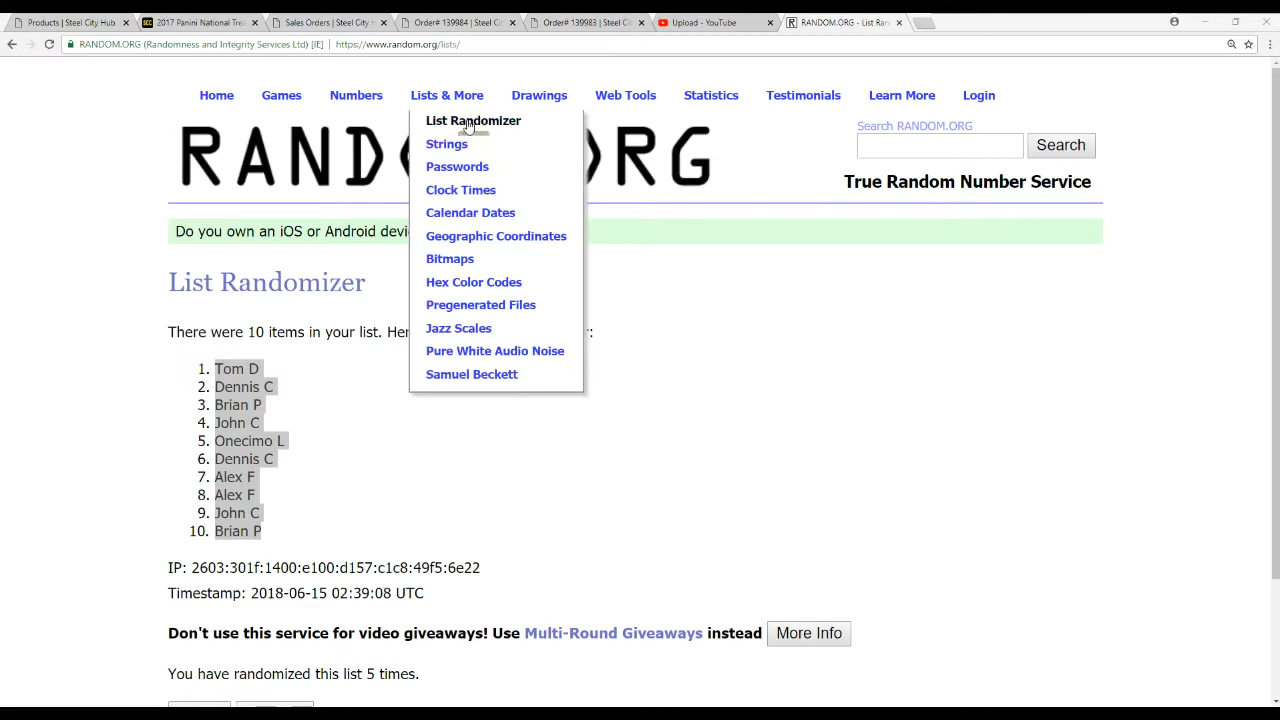 Products | Steel City Hub
2017 Panini National Trea
Sales Orders | Steel City H
Order# 139984 | Steel Cit
Order# 139983 | Steel Cit
Upload - YouTube
RANDOM.ORG - List Ran
RANDOM.ORG (Randomness and Integrity Services Ltd) [IE] https://www.random.org/lists/
Home Games Numbers Lists & More Drawings Web Tools Statistics Testimonials Learn More Login
List Randomizer
Strings
Passwords
Clock Times
Calendar Dates
Geographic Coordinates
Bitmaps
Hex Color Codes
Pregenerated Files
Jazz Scales
Pure White Audio Noise
Samuel Beckett
RAND RG
Search RANDOM.ORG
Search
True Random Number Service
Do you own an iOS or Android devi
List Randomizer
There were 10 items in your list. Her r:
1. Tom D
2. Dennis C
3. Brian P
4. John C
5. Onecimo L
6. Dennis C
7. Alex F
8. Alex F
9. John C
10. Brian P
IP: 2603:301f:1400:e100:d157:c1c8:49f5:6e22
Timestamp: 2018-06-15 02:39:08 UTC
Don't use this service for video giveaways! Use Multi-Round Giveaways instead More Info
You have randomized this list 5 times.